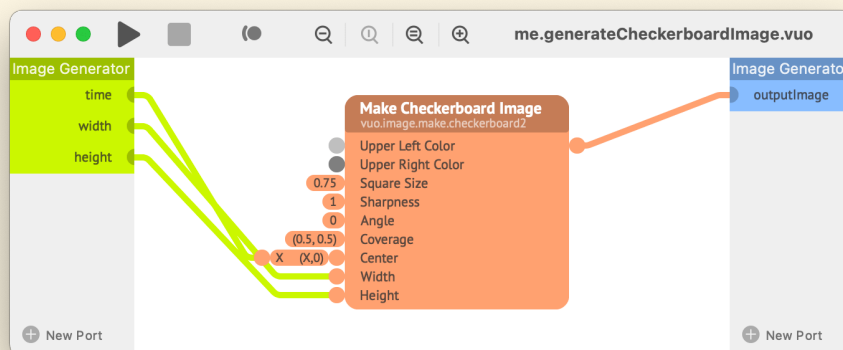 me.generateCheckerboardImage.vuo
Image Generator
time
width
height
New Port
Make Checkerboard Image
vuo.image.make.checkerboard2
Upper Left Color
Upper Right Color
0.75 Square Size
1 Sharpness
0 Angle
(0.5, 0.5) Coverage
X (X,0) Center
Width
Height
Image Generato
outputImage
New Port